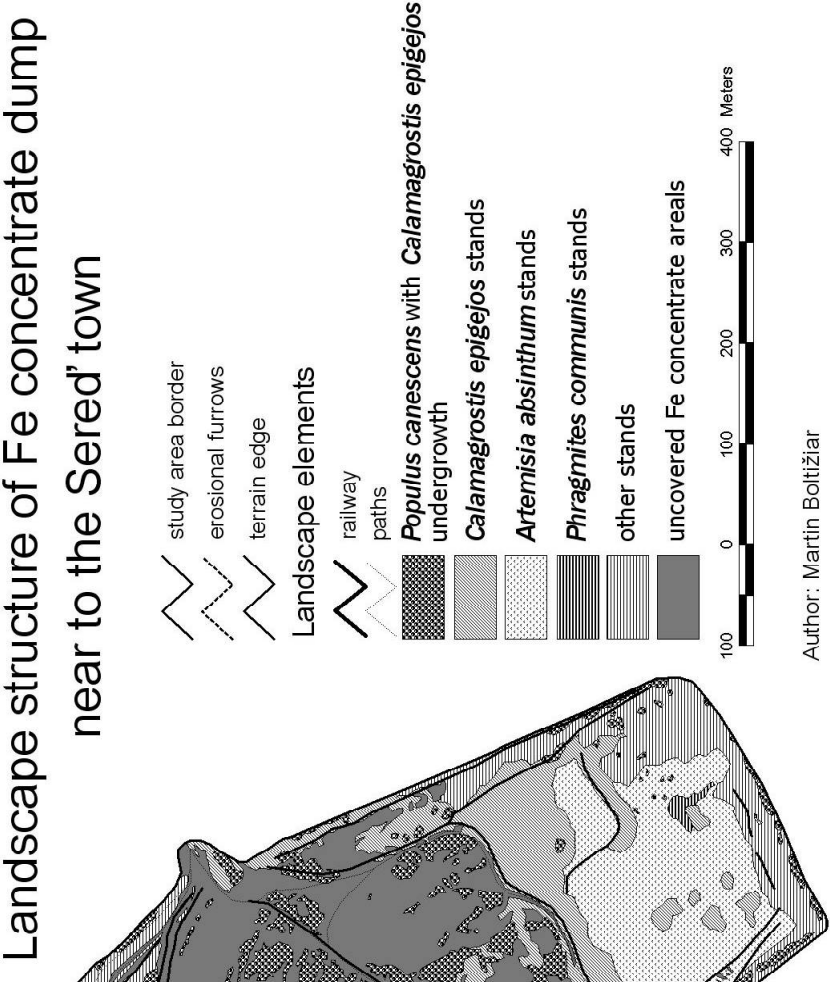 Landscape structure of Fe concentrate dump
near to the Sereď town
study area border
erosional furrows
terrain edge
Landscape elements
railway
paths
Populus canescens with Calamagrostis epigejos
undergrowth
Calamagrostis epigejos stands
Artemisia absinthum stands
Phragmites communis stands
other stands
uncovered Fe concentrate areals
100 0 100 200 300 400 Meters
Author: Martin Boltižiar